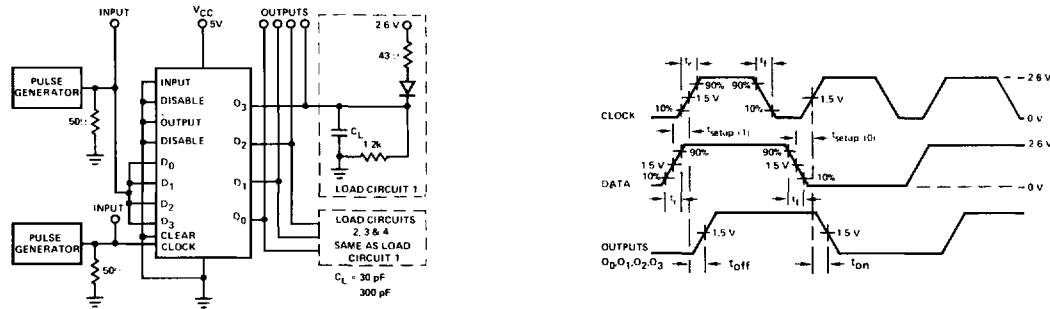 INPUT
VCC
5V
OUTPUTS
2 6 V
43Ω
PULSE
GENERATOR
50Ω
INPUT
DISABLE
OUTPUT
DISABLE
D0
D1
D2
D3
CLEAR
CLOCK
O3
O2
O1
O0
CL
1 2k
LOAD CIRCUIT 1
INPUT
PULSE
GENERATOR
50Ω
LOAD CIRCUITS
2, 3 & 4
SAME AS LOAD
CIRCUIT 1
CL = 30 pF
300 pF
CLOCK
tr
tf
90%
90%
10%
10%
1.5 V
1.5 V
2 6 V
0 V
tsetup (1)
tsetup (0)
DATA
90%
90%
1.5 V
1.5 V
10%
10%
tr
tf
2.6 V
0 V
OUTPUTS
O0,O1,O2,O3
1.5 V
1.5 V
toff
ton